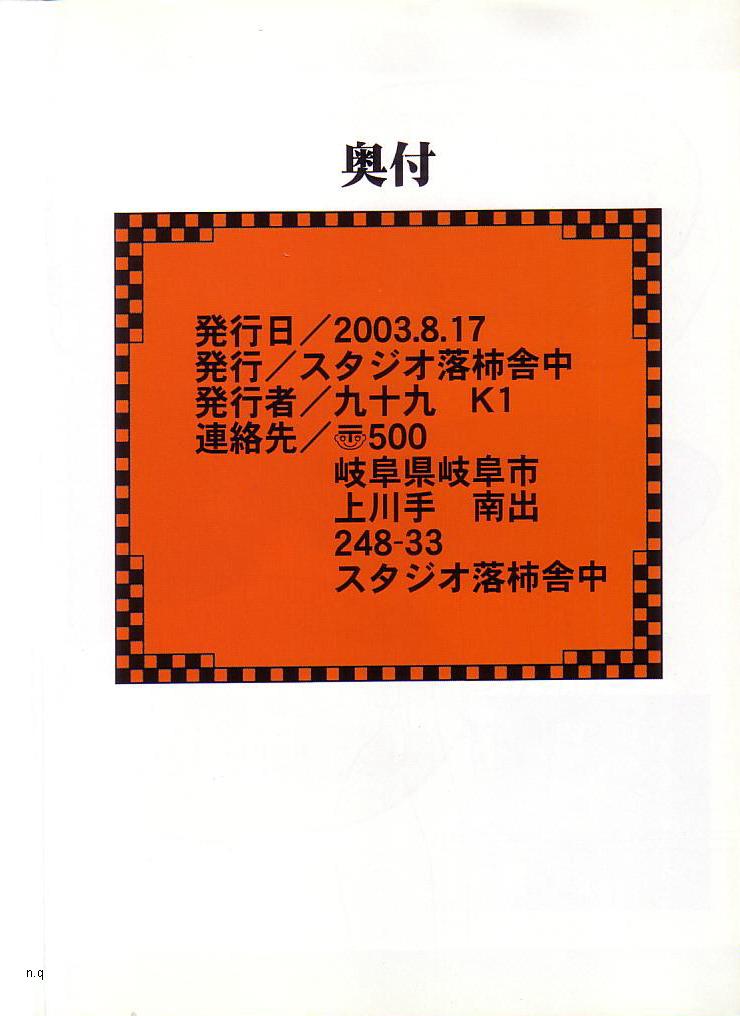 奥付
発行日／2003.8.17
発行／スタジオ落柿舎中
発行者／九十九　K1
連絡先／〠500
岐阜県岐阜市
上川手　南出
248-33
スタジオ落柿舎中
n.q